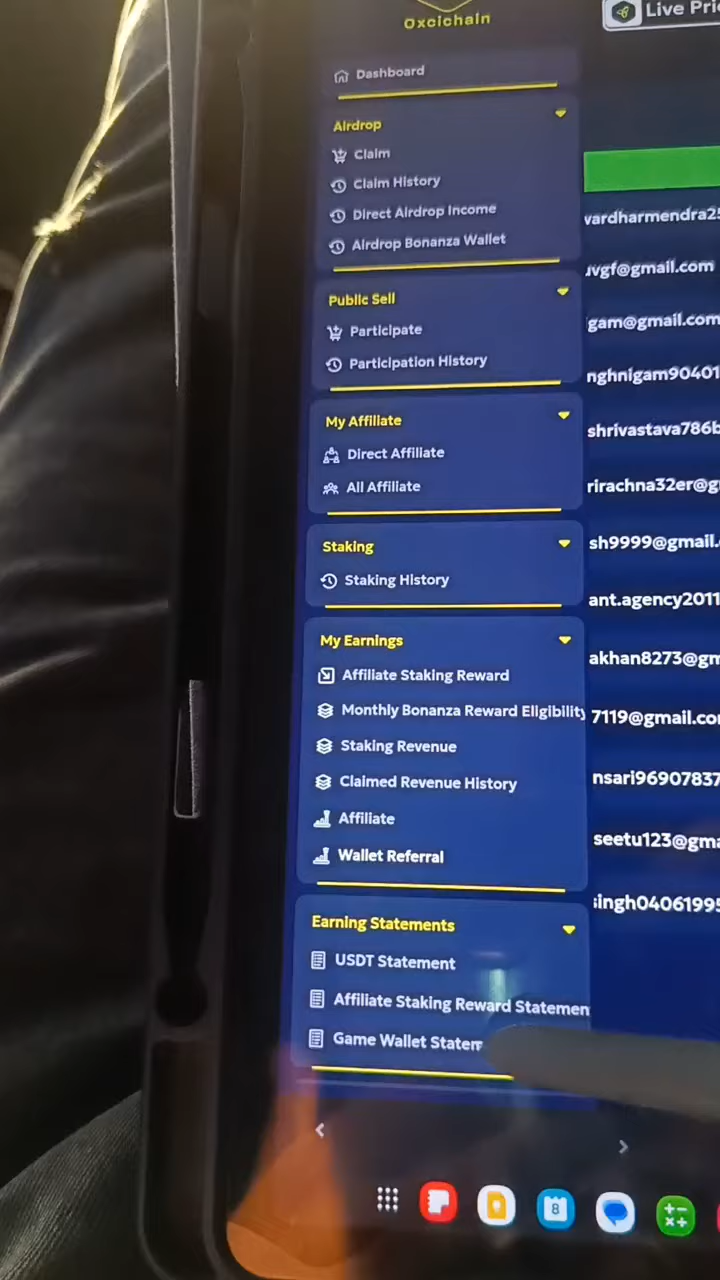 Oxcichain
Live Pri
Dashboard
Airdrop
Claim
Claim History
Direct Airdrop Income
Airdrop Bonanza Wallet
Public Sell
Participate
Participation History
My Affiliate
Direct Affiliate
All Affiliate
Staking
Staking History
My Earnings
Affiliate Staking Reward
Monthly Bonanza Reward Eligibility
Staking Revenue
Claimed Revenue History
Affiliate
Wallet Referral
Earning Statements
USDT Statement
Affiliate Staking Reward Statemen
Game Wallet Statem
vardharmendra2
vgf@gmail.com
gam@gmail.com
nghnigam90401
shrivastava786b
rirachna32er@g
sh9999@gmail.
ant.agency2011
akhan8273@gm
7119@gmail.co
nsari96907837
seetu123@gma
singh0406199
8